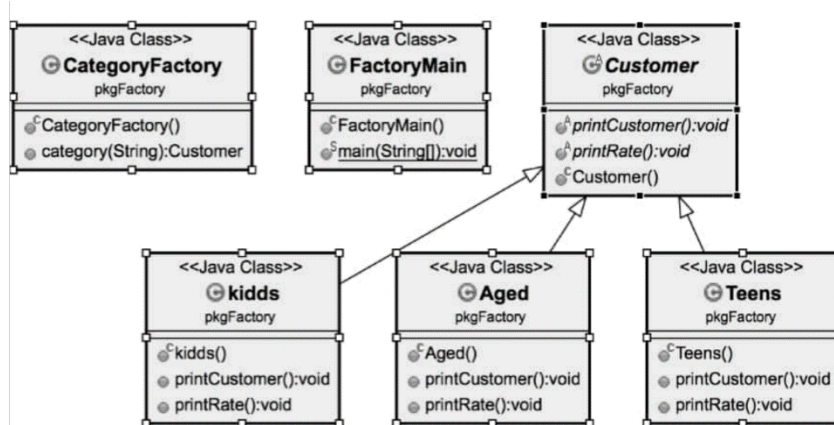 <<Java Class>>
CategoryFactory
pkgFactory
CategoryFactory()
category(String):Customer
<<Java Class>>
FactoryMain
pkgFactory
FactoryMain()
main(String[]):void
<<Java Class>>
Customer
pkgFactory
printCustomer():void
printRate():void
Customer()
<<Java Class>>
kidds
pkgFactory
kidds()
printCustomer():void
printRate():void
<<Java Class>>
Aged
pkgFactory
Aged()
printCustomer():void
printRate():void
<<Java Class>>
Teens
pkgFactory
Teens()
printCustomer():void
printRate():void